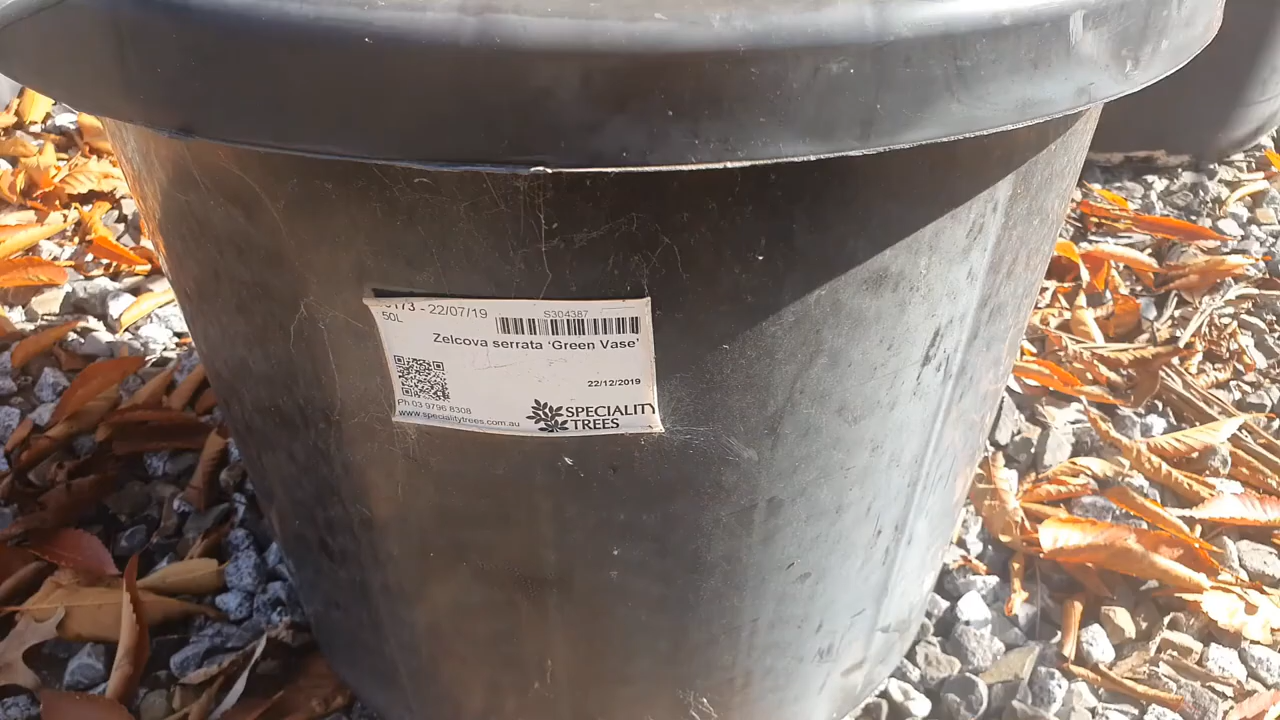 - 22/07/19
S304387
50L
Zelcova serrata ‘Green Vase’
22/12/2019
Ph 03 9796 8308
www.specialitytrees.com.au
SPECIALITY
TREES